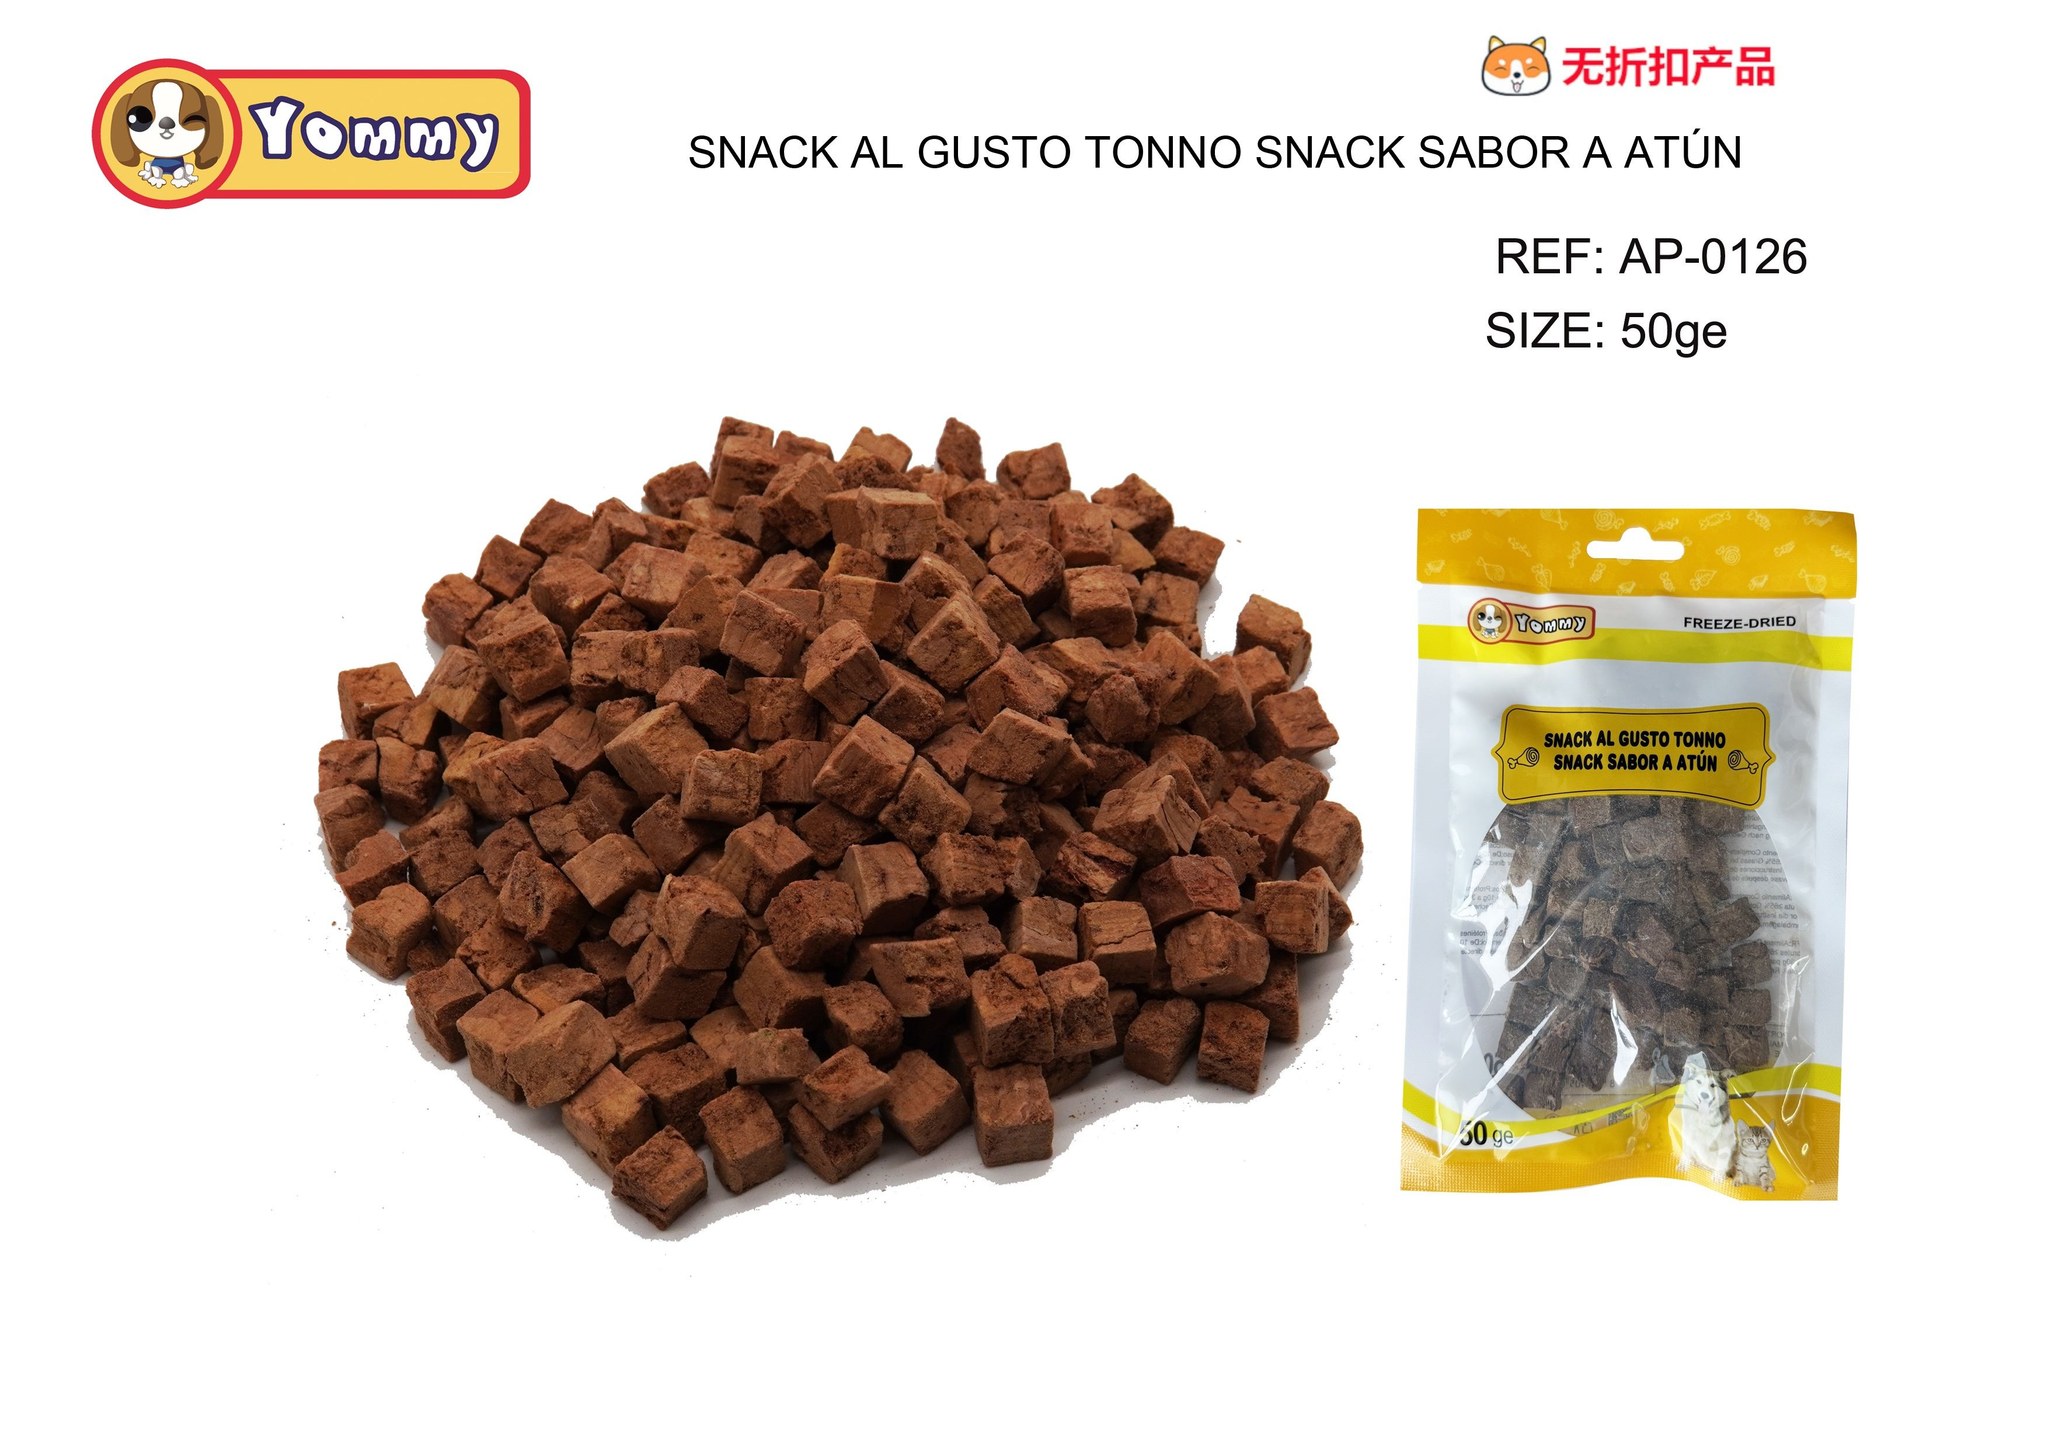 Yommy
无折扣产品
SNACK AL GUSTO TONNO SNACK SABOR A ATÚN
REF: AP-0126
SIZE: 50ge
Yommy
FREEZE-DRIED
SNACK AL GUSTO TONNO
SNACK SABOR A ATÚN
50 ge